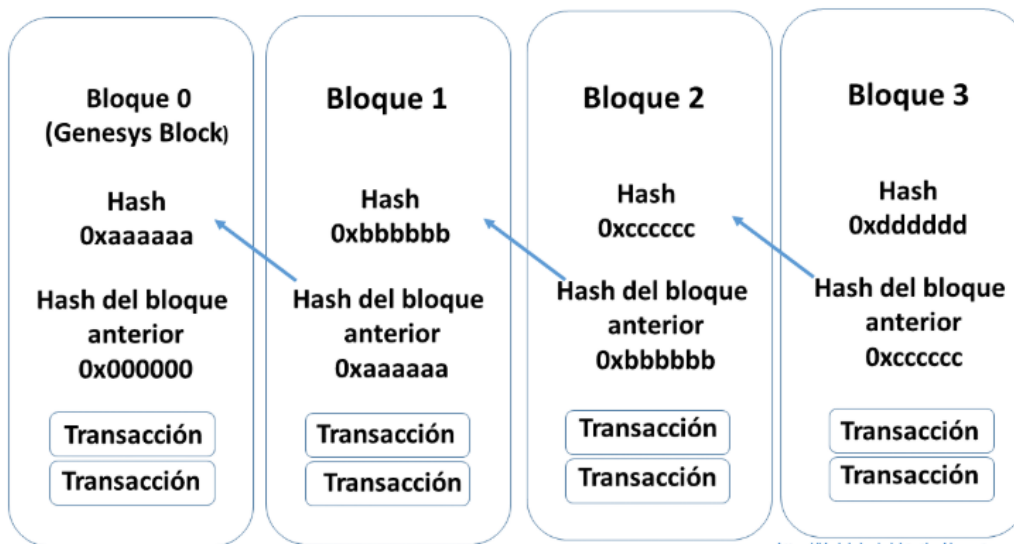 Bloque 0
(Genesys Block)
Hash
0xaaaaaa
Hash del bloque
anterior
0x000000
Transacción
Transacción
Bloque 1
Hash
0xbbbbbb
Hash del bloque
anterior
0xaaaaaa
Transacción
Transacción
Bloque 2
Hash
0xcccccc
Hash del bloque
anterior
0xbbbbbb
Transacción
Transacción
Bloque 3
Hash
0xdddddd
Hash del bloque
anterior
0xcccccc
Transacción
Transacción